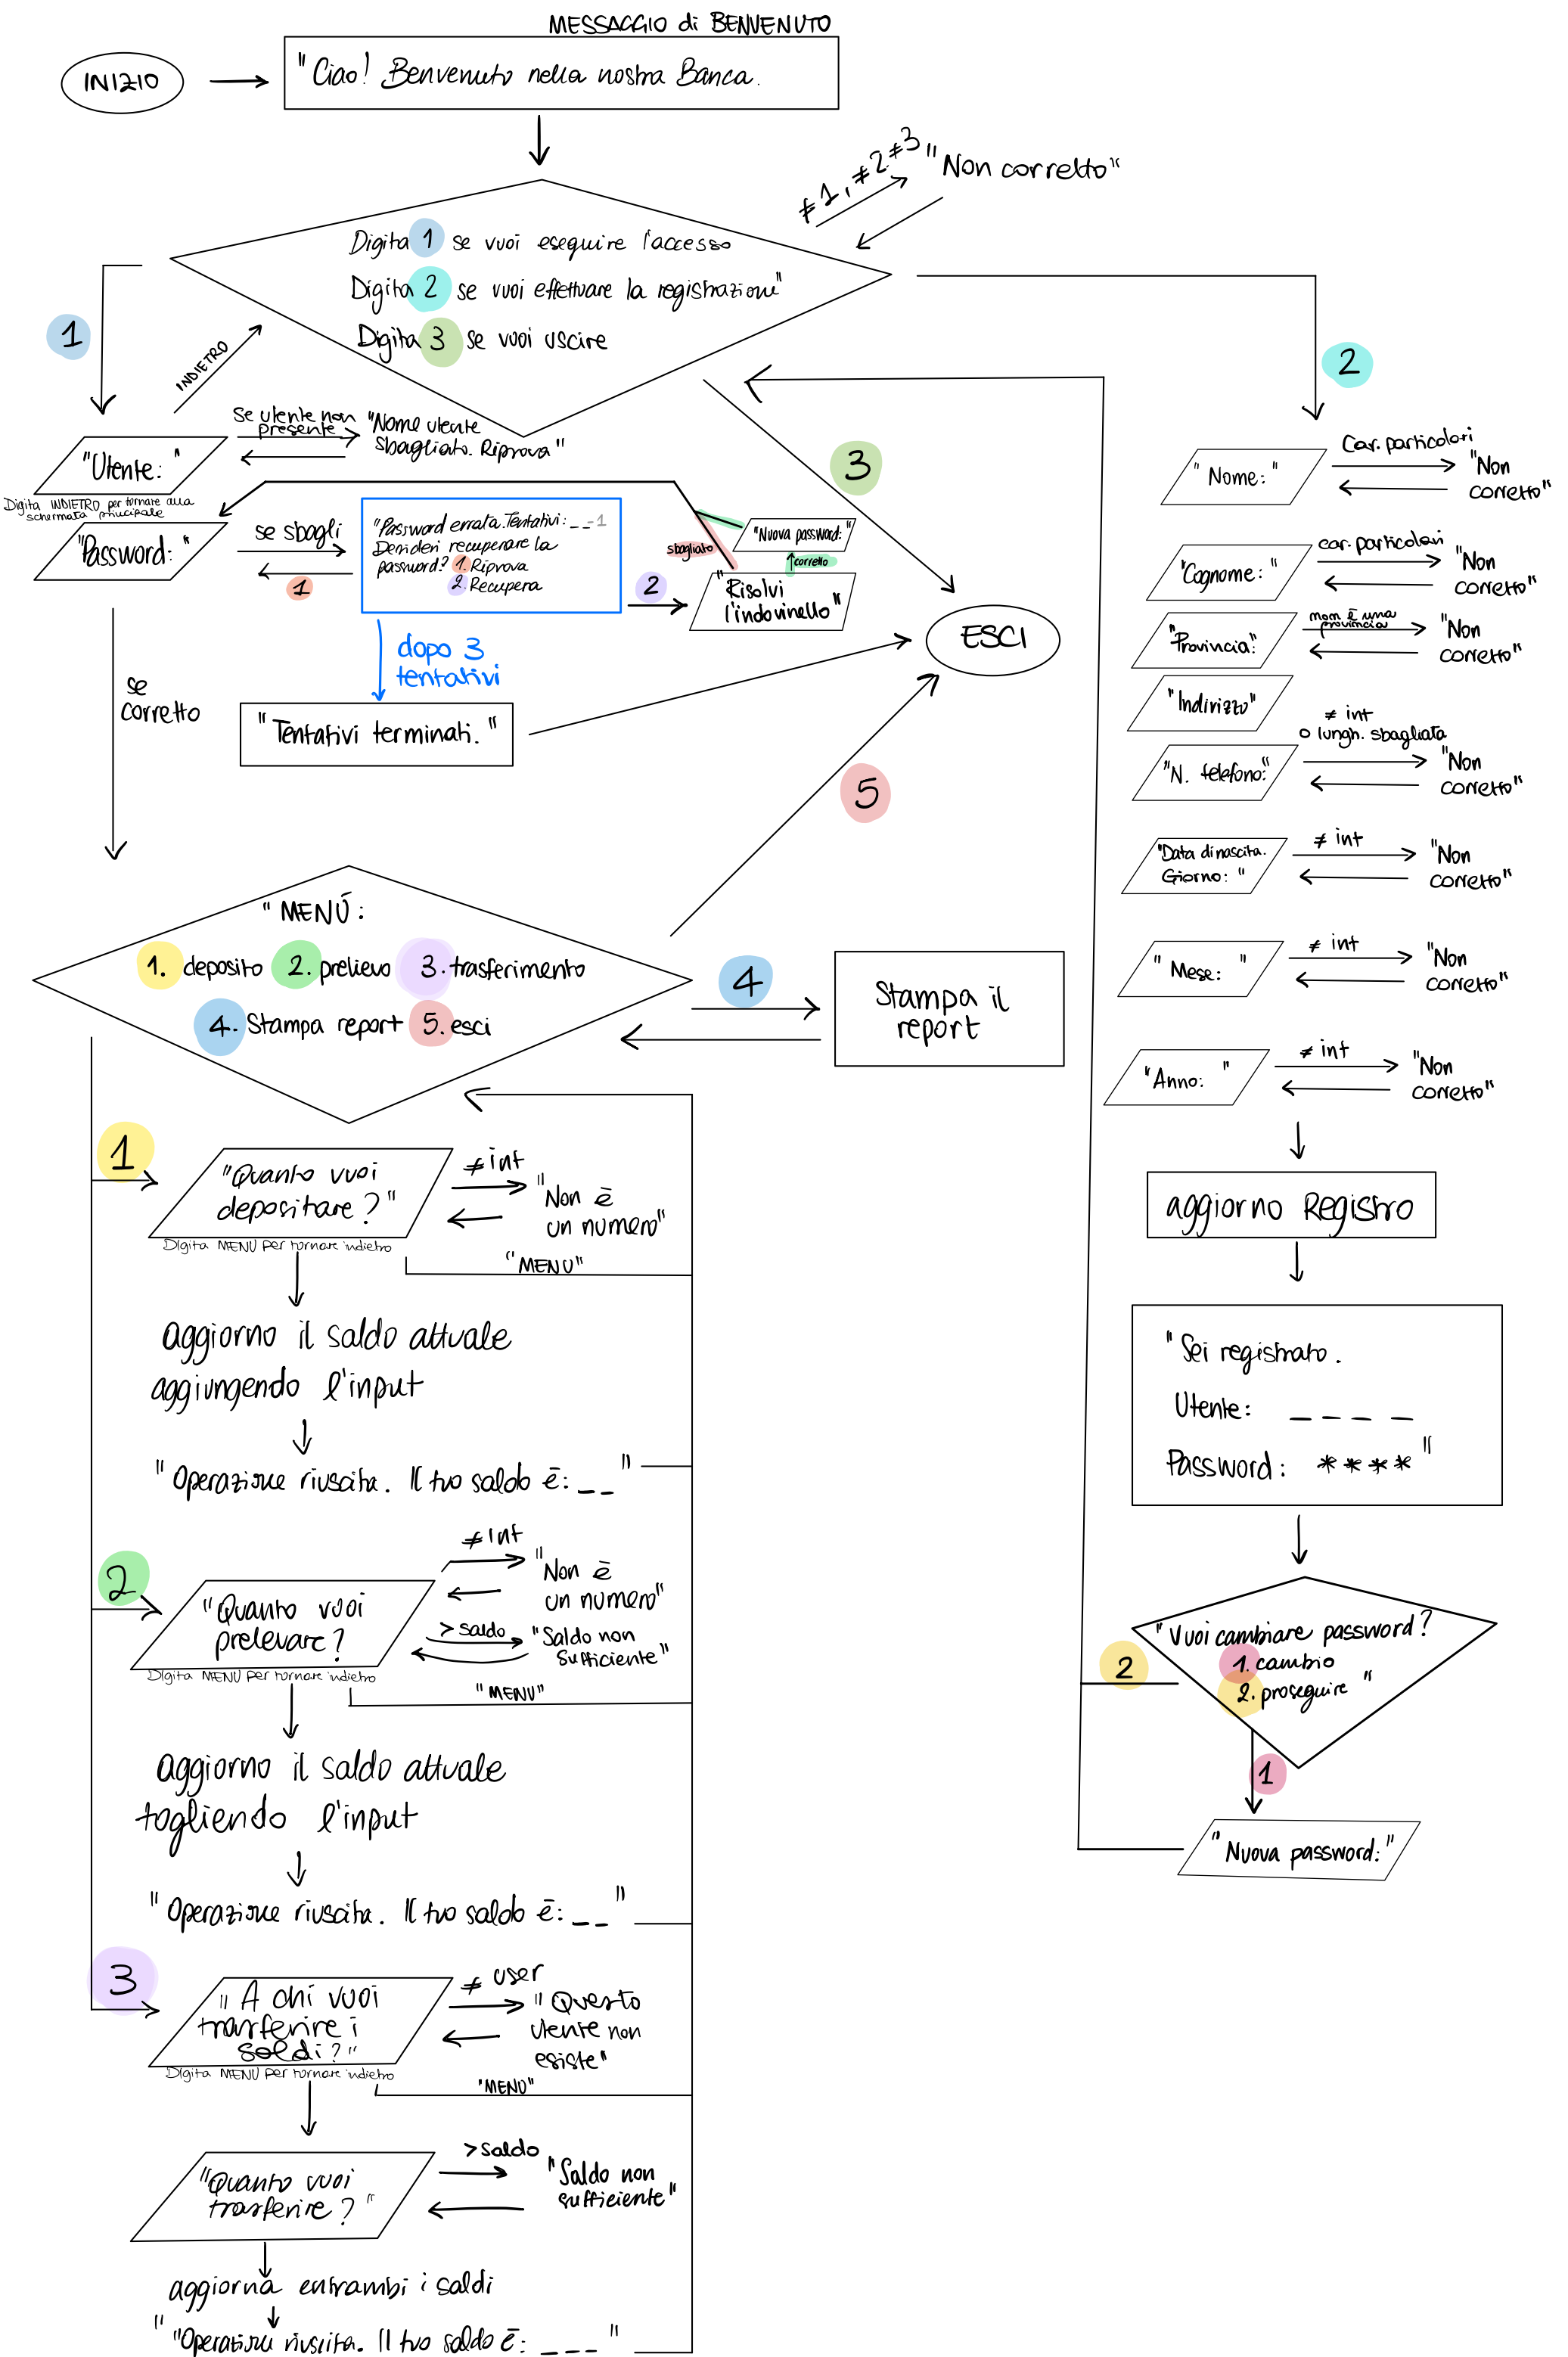 MESSAGGIO di BENVENUTO
INIZIO
"Ciao! Benvenuto nella nostra Banca.
≠1, ≠2, ≠3
"Non corretto"
Digita 1 se vuoi eseguire l'accesso
Digita 2 se vuoi effettuare la registrazione"
Digita 3 se vuoi uscire
1
INDIETRO
2
3
"Utente: "
Digita INDIETRO per tornare alla
schermata principale
se utente non
presente
"Nome utente
sbagliato. Riprova"
"Password: "
se sbagli
1
"Password errata. Tentativi: _ _ -1
Desideri recuperare la
password? 1. Riprova
2. Recupera
2
sbagliato
"Nuova password:"
corretto
"Risolvi
l'indovinello"
ESCI
dopo 3
tentativi
"Tentativi terminati."
se
corretto
5
"MENÚ:
1. deposito 2. prelievo 3. trasferimento
4. Stampa report 5. esci
4
Stampa il
report
1
"Quanto vuoi
depositare?"
Digita MENU per tornare indietro
≠ int
"Non è
un numero"
"MENU"
aggiorno il saldo attuale
aggiungendo l'input
"Operazione riuscita. Il tuo saldo è: _ _"
2
"Quanto vuoi
prelevare?
Digita MENU per tornare indietro
≠ int
"Non è
un numero"
> saldo
"Saldo non
sufficiente"
"MENU"
aggiorno il saldo attuale
togliendo l'input
"Operazione riuscita. Il tuo saldo è: _ _"
3
"A chi vuoi
trasferire i
soldi?"
Digita MENU per tornare indietro
≠ user
"Questo
utente non
esiste"
"MENU"
"Quanto vuoi
trasferire?"
> saldo
"Saldo non
sufficiente"
aggiorna entrambi i saldi
" "Operazione riuscita. Il tuo saldo è: _ _ _"
"Nome: "
Car. particolari
"Non
corretto"
"Cognome: "
car. particolari
"Non
corretto"
"Provincia:"
non è una
provincia
"Non
corretto"
"Indirizzo"
≠ int
o lungh. sbagliata
"N. telefono:"
"Non
corretto"
"Data di nascita.
Giorno: "
≠ int
"Non
corretto"
"Mese: "
≠ int
"Non
corretto"
"Anno: "
≠ int
"Non
corretto"
aggiorno Registro
"Sei registrato.
Utente: _ _ _ _
Password: * * * *"
"Vuoi cambiare password?
1. cambio
2. proseguire"
2
1
"Nuova password:"